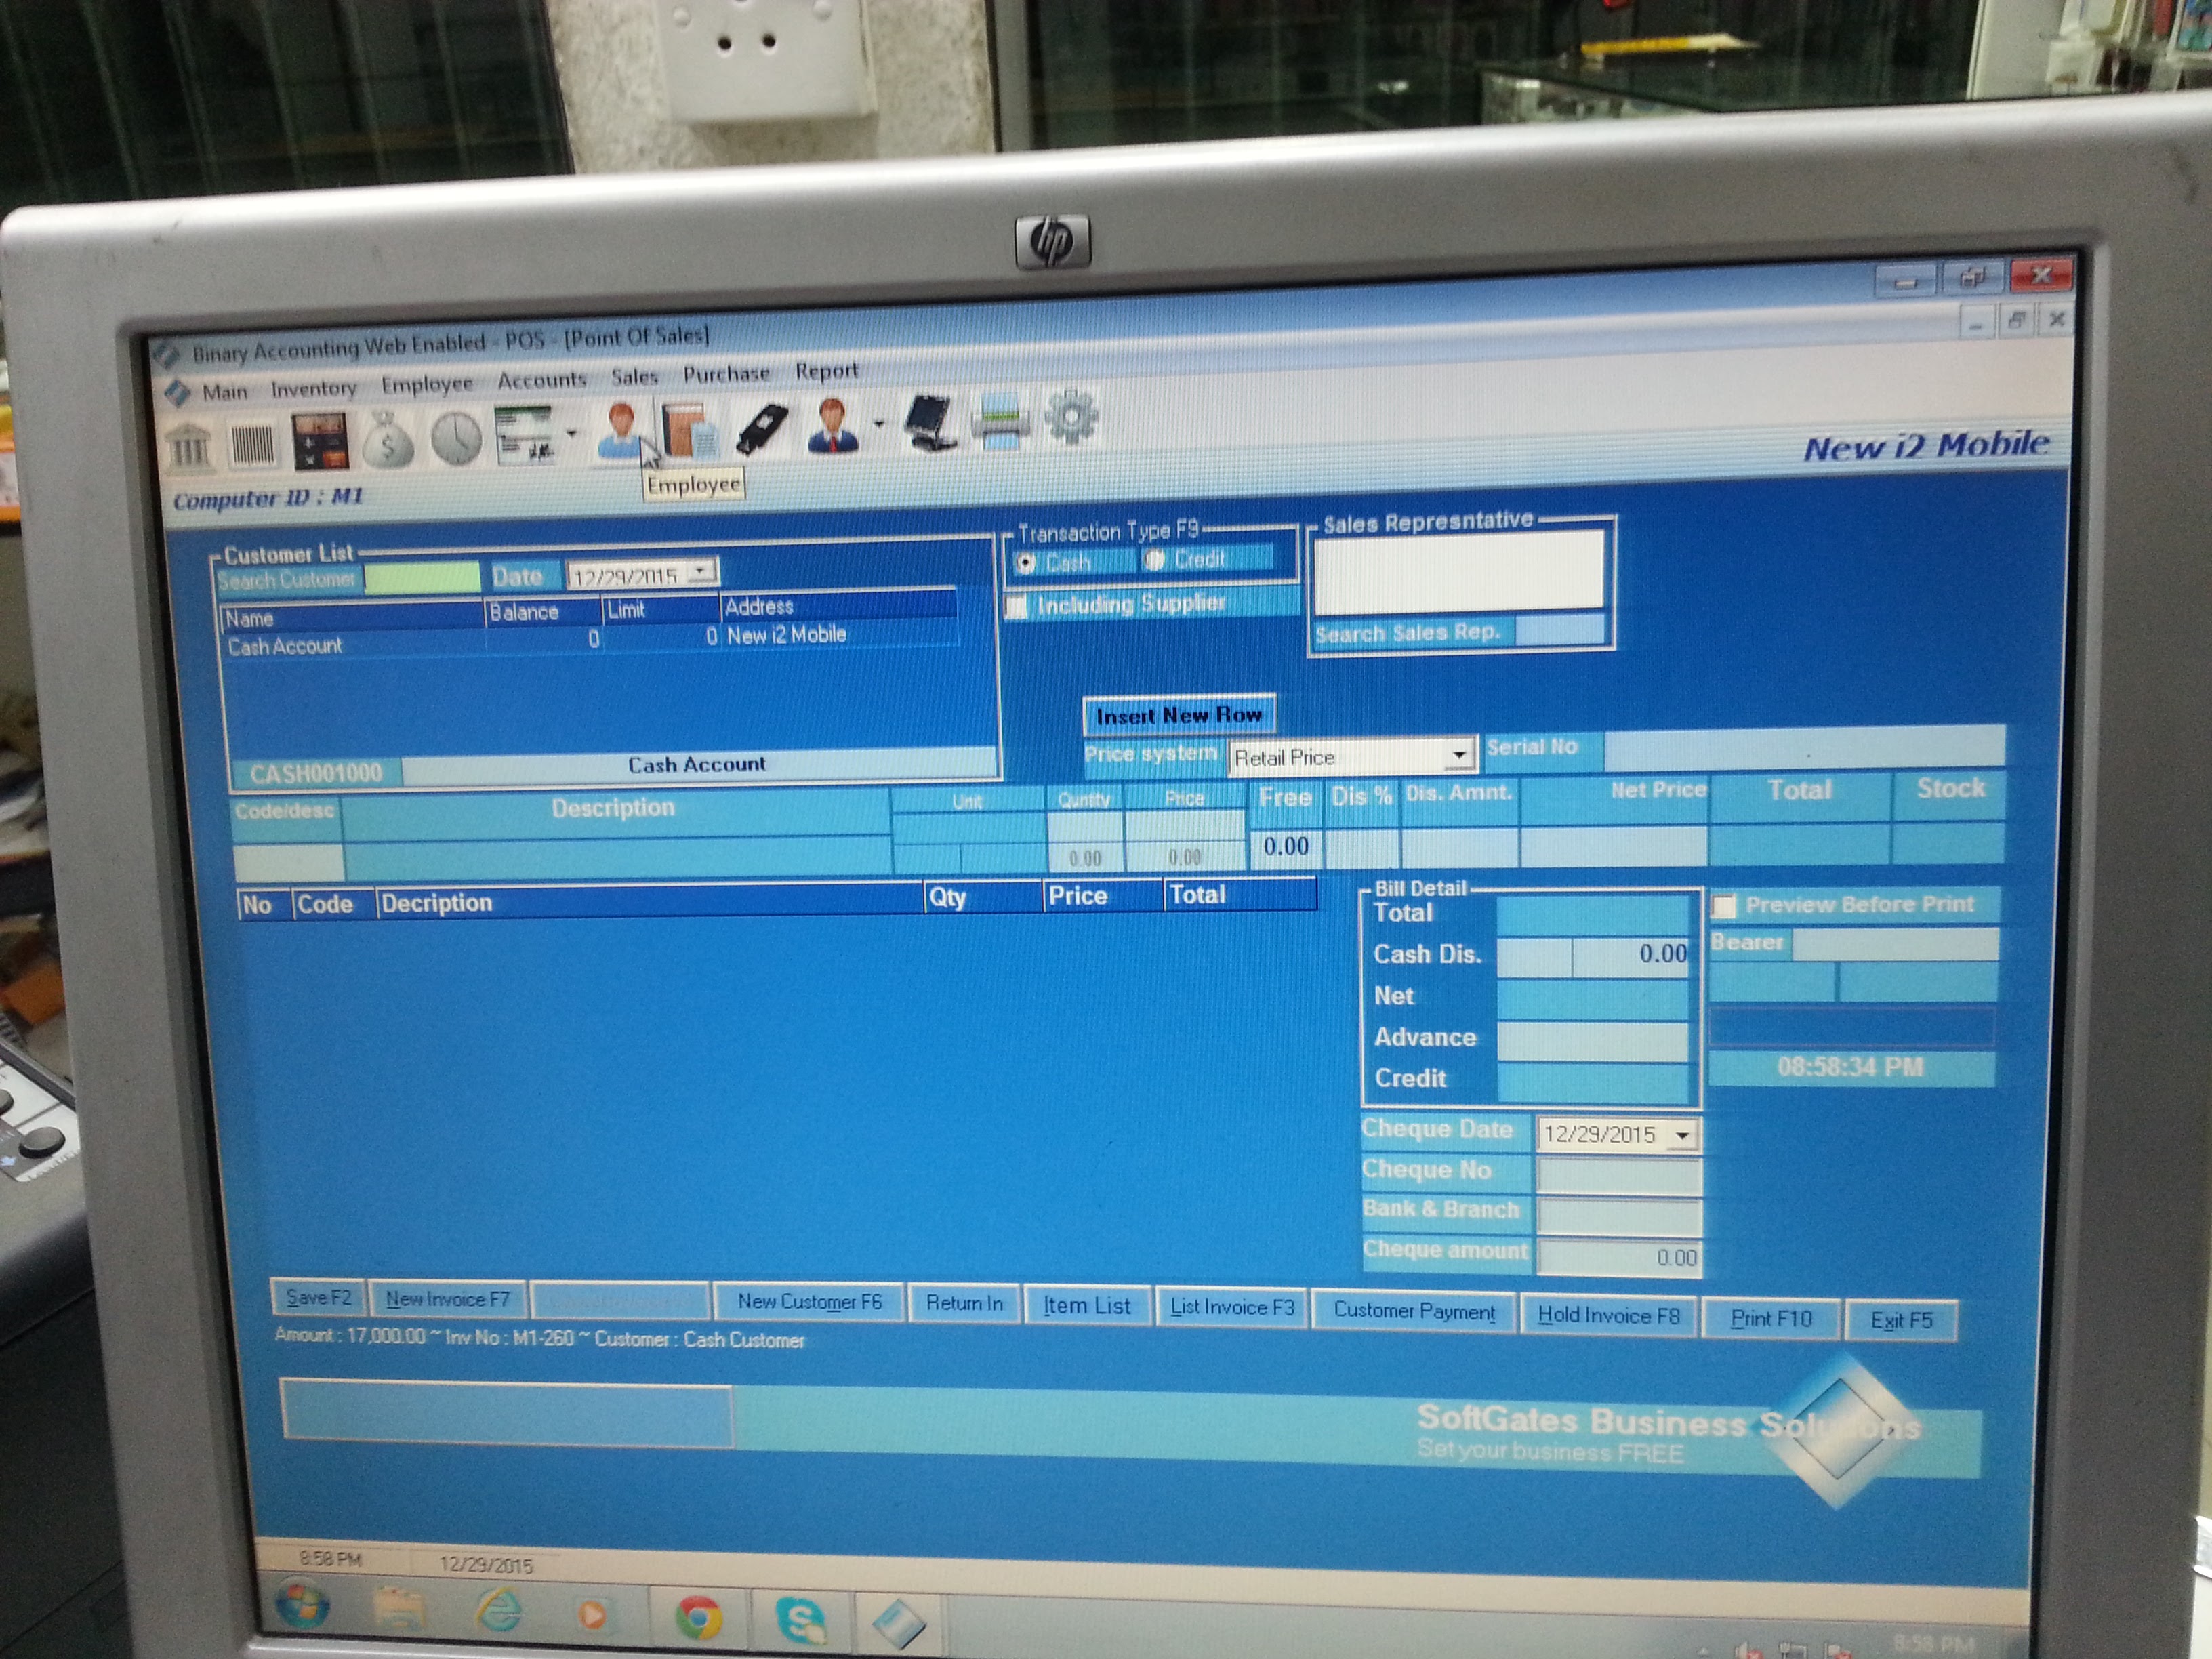 hp
Binary Accounting Web Enabled - POS - [Point Of Sales]
Main Inventory Employee Accounts Sales Purchase Report
New i2 Mobile
Employee
Computer ID : M1
Customer List
Transaction Type F9
Sales Represntative
Search Customer Date 12/29/2015
Cash Credit
Including Supplier
Name Balance Limit Address
Cash Account 0 0 New i2 Mobile
Search Sales Rep.
Insert New Row
Price system Retail Price Serial No
CASH001000 Cash Account
Code/desc Description Unit Quntity Price Free Dis % Dis. Amnt. Net Price Total Stock
0.00 0.00 0.00
No Code Decription Qty Price Total
Bill Detail
Total
Cash Dis. 0.00
Net
Advance
Credit
Preview Before Print
Bearer
08:58:34 PM
Cheque Date 12/29/2015
Cheque No
Bank & Branch
Cheque amount 0.00
Save F2 New Invoice F7 New Customer F6 Return In Item List List Invoice F3 Customer Payment Hold Invoice F8 Print F10 Exit F5
Amount : 17,000.00 ~ Inv No : M1-260 ~ Customer : Cash Customer
SoftGates Business Solutions
Set your business FREE
8:58 PM 12/29/2015
8:58 PM